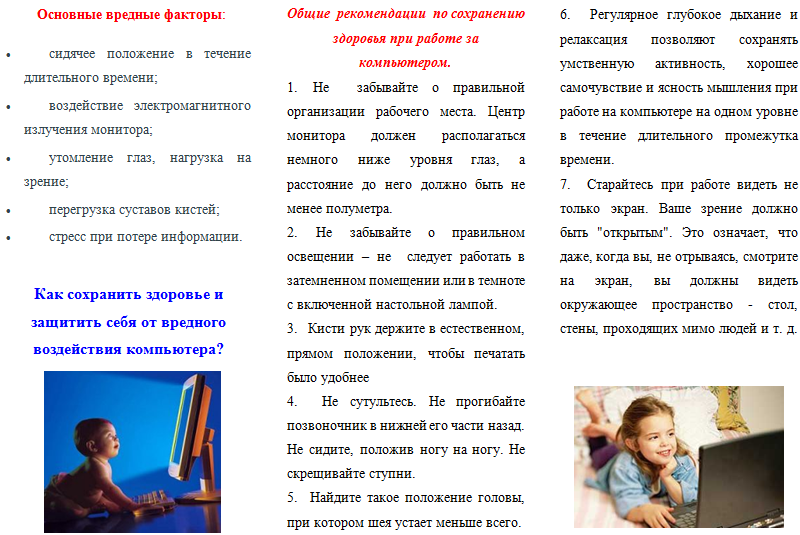 Основные вредные факторы:
• сидячее положение в течение
длительного времени;
• воздействие электромагнитного
излучения монитора;
• утомление глаз, нагрузка на
зрение;
• перегрузка суставов кистей;
• стресс при потере информации.
Как сохранить здоровье и
защитить себя от вредного
воздействия компьютера?
Общие рекомендации по сохранению
здоровья при работе за
компьютером.
1. Не забывайте о правильной
организации рабочего места. Центр
монитора должен располагаться
немного ниже уровня глаз, а
расстояние до него должно быть не
менее полуметра.
2. Не забывайте о правильном
освещении – не следует работать в
затемненном помещении или в темноте
с включенной настольной лампой.
3. Кисти рук держите в естественном,
прямом положении, чтобы печатать
было удобнее
4. Не сутультесь. Не прогибайте
позвоночник в нижней его части назад.
Не сидите, положив ногу на ногу. Не
скрещивайте ступни.
5. Найдите такое положение головы,
при котором шея устает меньше всего.
6. Регулярное глубокое дыхание и
релаксация позволяют сохранять
умственную активность, хорошее
самочувствие и ясность мышления при
работе на компьютере на одном уровне
в течение длительного промежутка
времени.
7. Старайтесь при работе видеть не
только экран. Ваше зрение должно
быть "открытым". Это означает, что
даже, когда вы, не отрываясь, смотрите
на экран, вы должны видеть
окружающее пространство - стол,
стены, проходящих мимо людей и т. д.